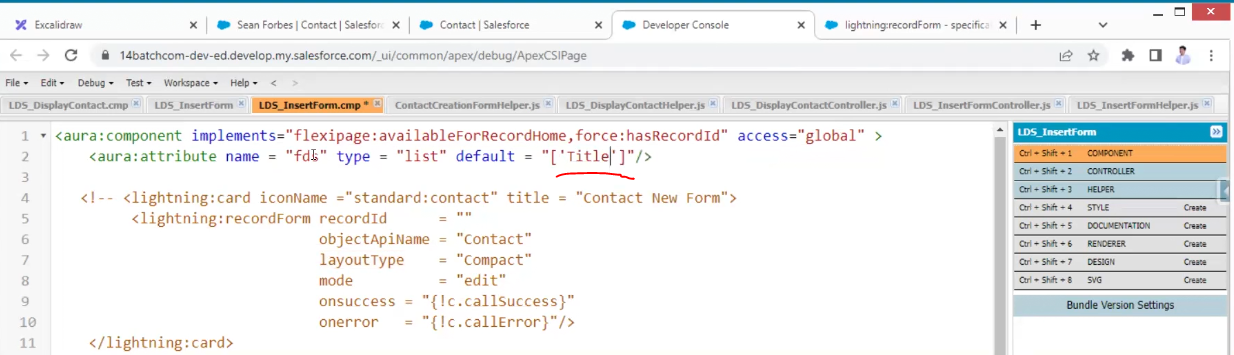 Excalidraw
Sean Forbes | Contact | Salesforc
Contact | Salesforce
Developer Console
lightning:recordForm - specificat
14batchcom-dev-ed.develop.my.salesforce.com/_ui/common/apex/debug/ApexCSIPage
File Edit Debug Test Workspace Help < >
LDS_DisplayContact.cmp LDS_InsertForm LDS_InsertForm.cmp * ContactCreationFormHelper.js LDS_DisplayContactHelper.js LDS_DisplayContactController.js LDS_InsertFormController.js LDS_InsertFormHelper.js
1 <aura:component implements="flexipage:availableForRecordHome,force:hasRecordId" access="global" >
2 <aura:attribute name = "fds" type = "list" default = "['Title']"/>
3
4 <!-- <lightning:card iconName ="standard:contact" title = "Contact New Form">
5 <lightning:recordForm recordId = ""
6 objectApiName = "Contact"
7 layoutType = "Compact"
8 mode = "edit"
9 onsuccess = "{!c.callSuccess}"
10 onerror = "{!c.callError}"/>
11 </lightning:card>
LDS_InsertForm
Ctrl + Shift + 1 COMPONENT
Ctrl + Shift + 2 CONTROLLER
Ctrl + Shift + 3 HELPER
Ctrl + Shift + 4 STYLE Create
Ctrl + Shift + 5 DOCUMENTATION Create
Ctrl + Shift + 6 RENDERER Create
Ctrl + Shift + 7 DESIGN Create
Ctrl + Shift + 8 SVG Create
Bundle Version Settings